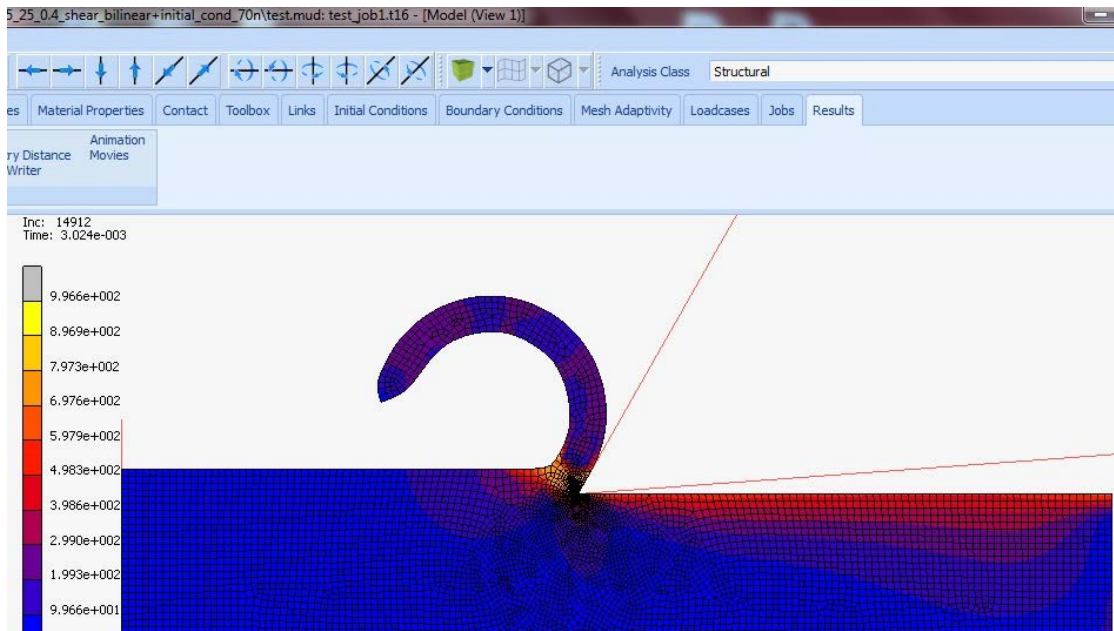 5_25_0.4_shear_bilinear+initial_cond_70n\test.mud: test_job1.t16 - [Model (View 1)]
Analysis Class Structural
es Material Properties Contact Toolbox Links Initial Conditions Boundary Conditions Mesh Adaptivity Loadcases Jobs Results
Animation
ry Distance Movies
Writer
Inc: 14912
Time: 3.024e-003
9.966e+002
8.969e+002
7.973e+002
6.976e+002
5.979e+002
4.983e+002
3.986e+002
2.990e+002
1.993e+002
9.966e+001